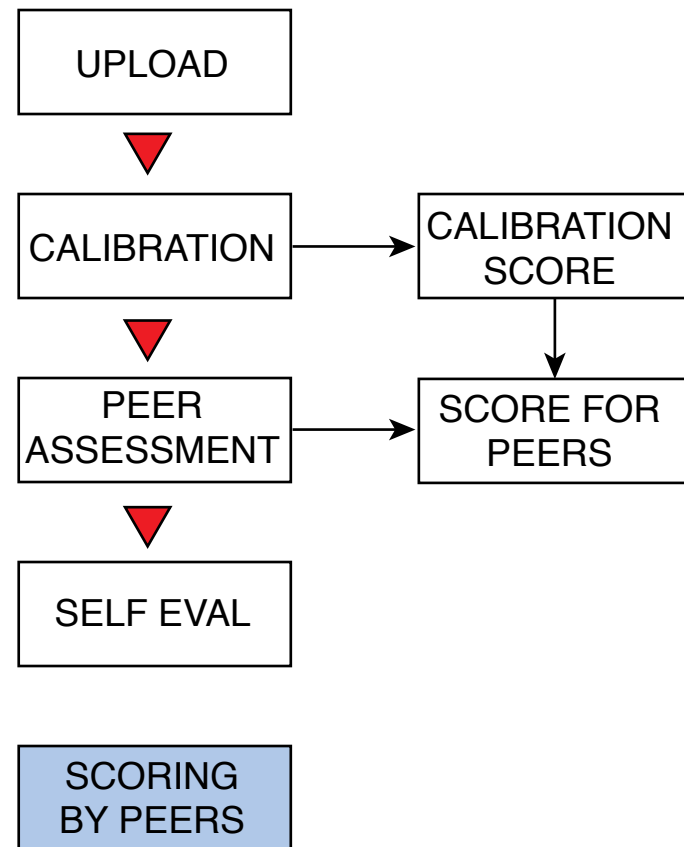 UPLOAD
CALIBRATION
CALIBRATION
SCORE
PEER
ASSESSMENT
SCORE FOR
PEERS
SELF EVAL
SCORING
BY PEERS